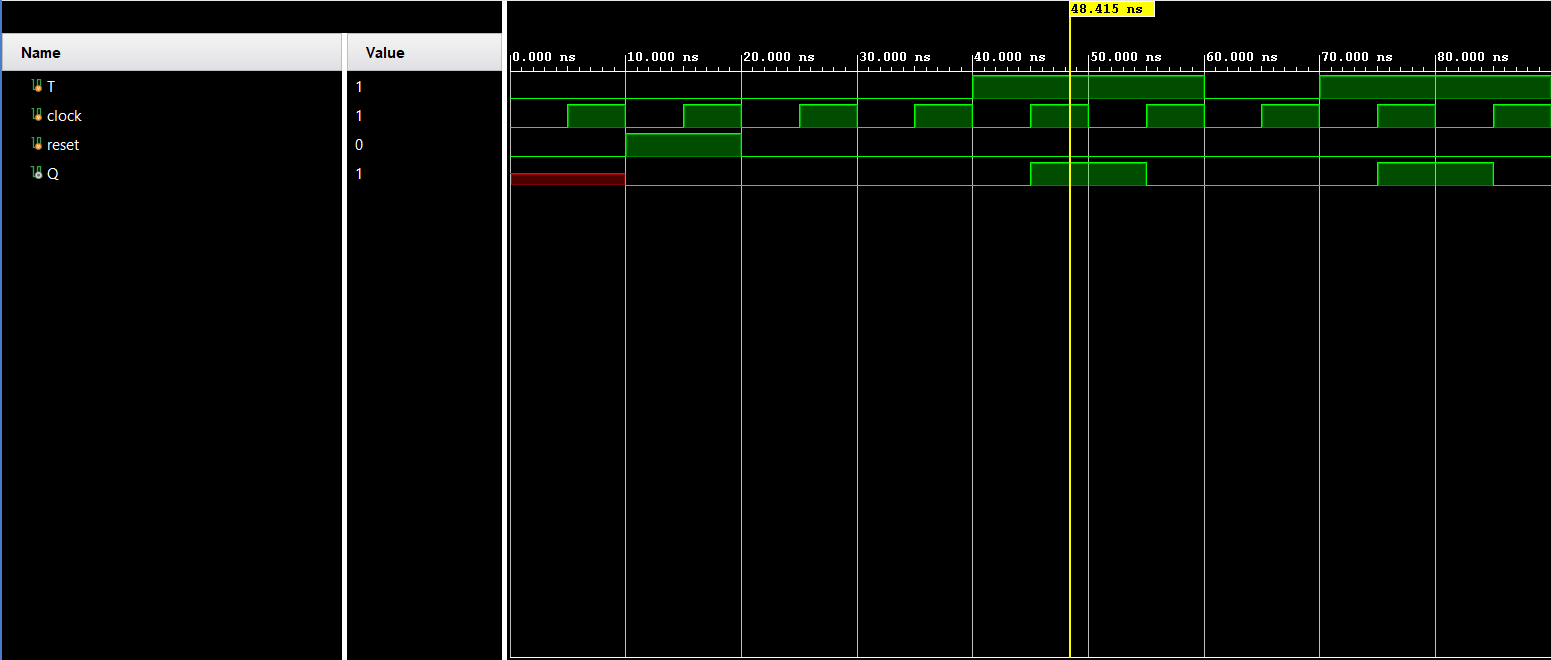 48.415 ns
Name Value
0.000 ns 10.000 ns 20.000 ns 30.000 ns 40.000 ns 50.000 ns 60.000 ns 70.000 ns 80.000 ns
T 1
clock 1
reset 0
Q 1